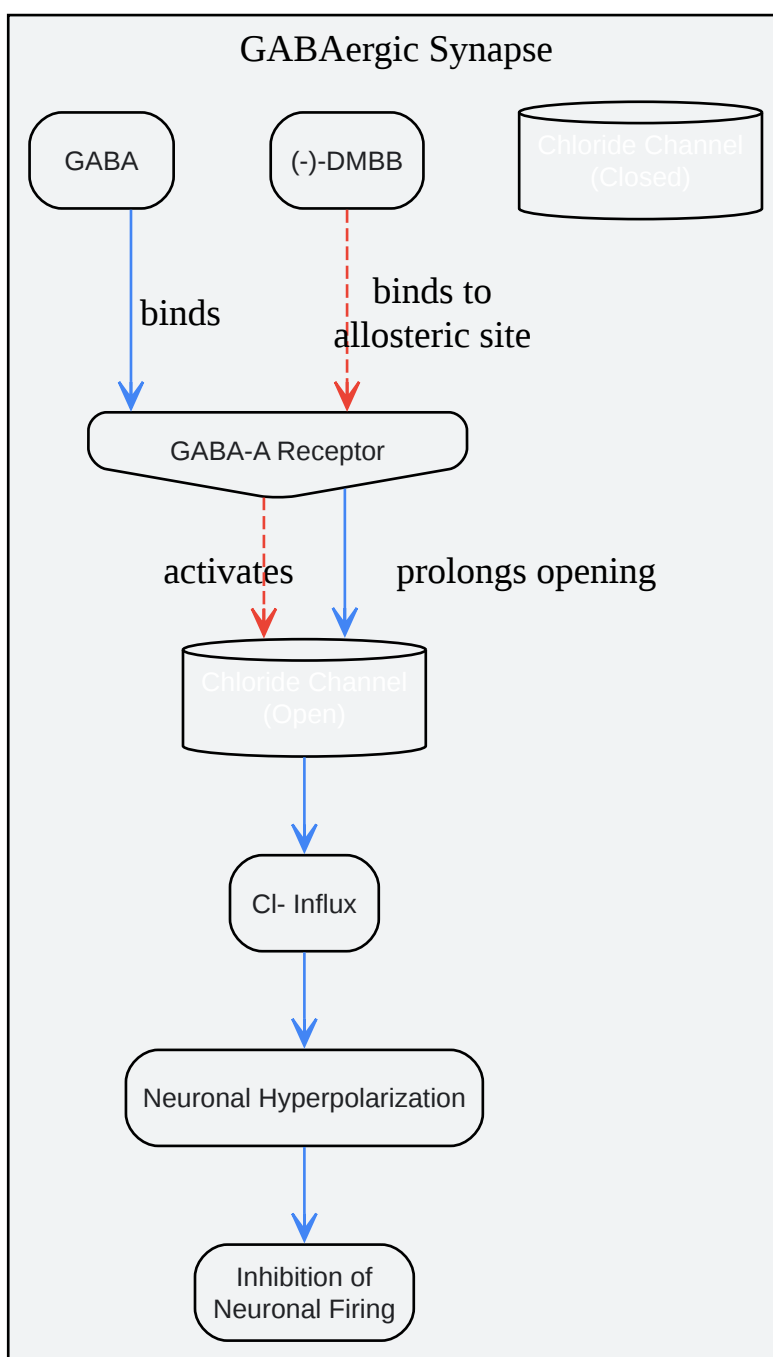 GABAergic Synapse
GABA
(-)-DMBB
Chloride Channel
(Closed)
binds
binds to
allosteric site
GABA-A Receptor
activates
prolongs opening
Chloride Channel
(Open)
Cl- Influx
Neuronal Hyperpolarization
Inhibition of
Neuronal Firing